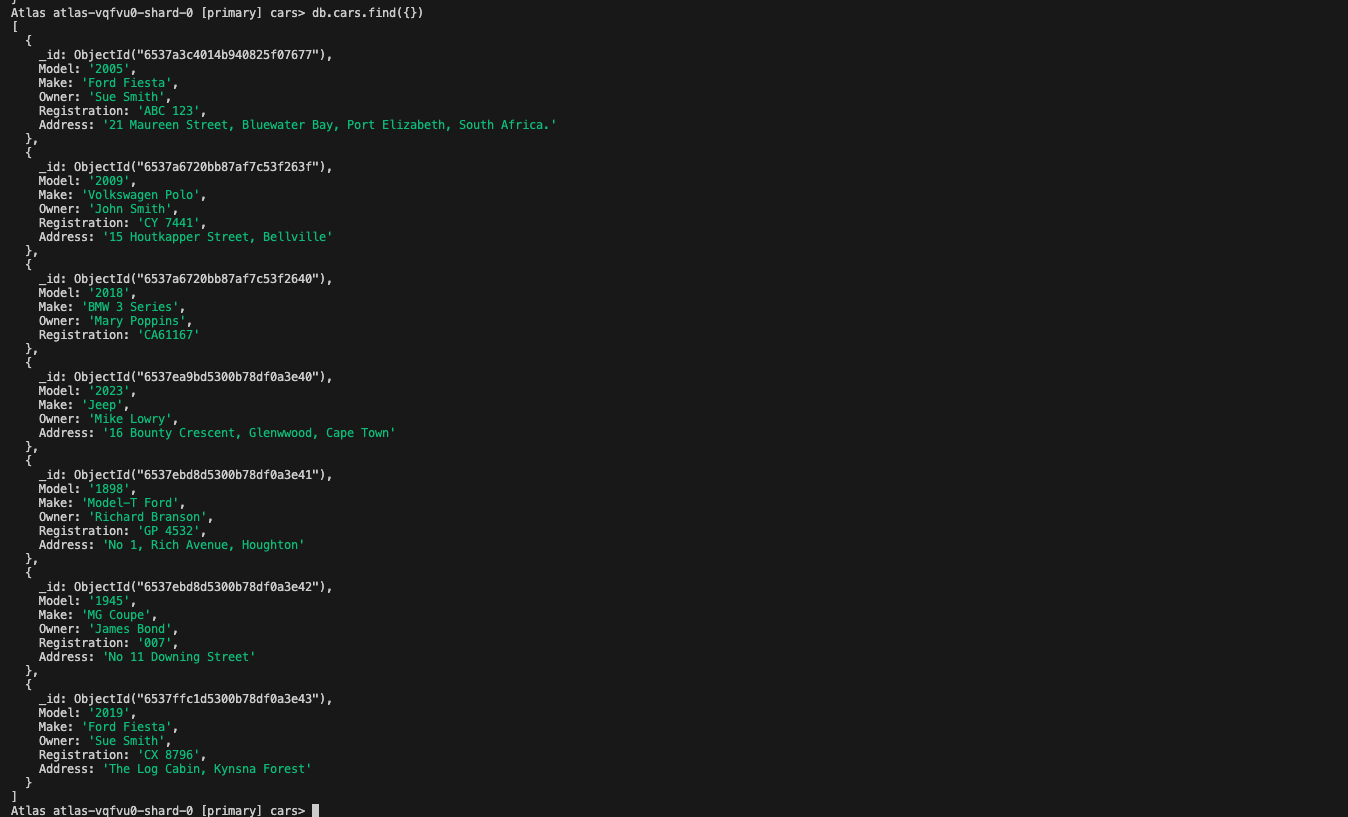 Atlas atlas-vqfvu0-shard-0 [primary] cars> db.cars.find({})
[
  {
    _id: ObjectId("6537a3c4014b940825f07677"),
    Model: '2005',
    Make: 'Ford Fiesta',
    Owner: 'Sue Smith',
    Registration: 'ABC 123',
    Address: '21 Maureen Street, Bluewater Bay, Port Elizabeth, South Africa.'
  },
  {
    _id: ObjectId("6537a6720bb87af7c53f263f"),
    Model: '2009',
    Make: 'Volkswagen Polo',
    Owner: 'John Smith',
    Registration: 'CY 7441',
    Address: '15 Houtkapper Street, Bellville'
  },
  {
    _id: ObjectId("6537a6720bb87af7c53f2640"),
    Model: '2018',
    Make: 'BMW 3 Series',
    Owner: 'Mary Poppins',
    Registration: 'CA61167'
  },
  {
    _id: ObjectId("6537ea9bd5300b78df0a3e40"),
    Model: '2023',
    Make: 'Jeep',
    Owner: 'Mike Lowry',
    Address: '16 Bounty Crescent, Glenwwood, Cape Town'
  },
  {
    _id: ObjectId("6537ebd8d5300b78df0a3e41"),
    Model: '1898',
    Make: 'Model-T Ford',
    Owner: 'Richard Branson',
    Registration: 'GP 4532',
    Address: 'No 1, Rich Avenue, Houghton'
  },
  {
    _id: ObjectId("6537ebd8d5300b78df0a3e42"),
    Model: '1945',
    Make: 'MG Coupe',
    Owner: 'James Bond',
    Registration: '007',
    Address: 'No 11 Downing Street'
  },
  {
    _id: ObjectId("6537ffc1d5300b78df0a3e43"),
    Model: '2019',
    Make: 'Ford Fiesta',
    Owner: 'Sue Smith',
    Registration: 'CX 8796',
    Address: 'The Log Cabin, Kynsna Forest'
  }
]
Atlas atlas-vqfvu0-shard-0 [primary] cars>